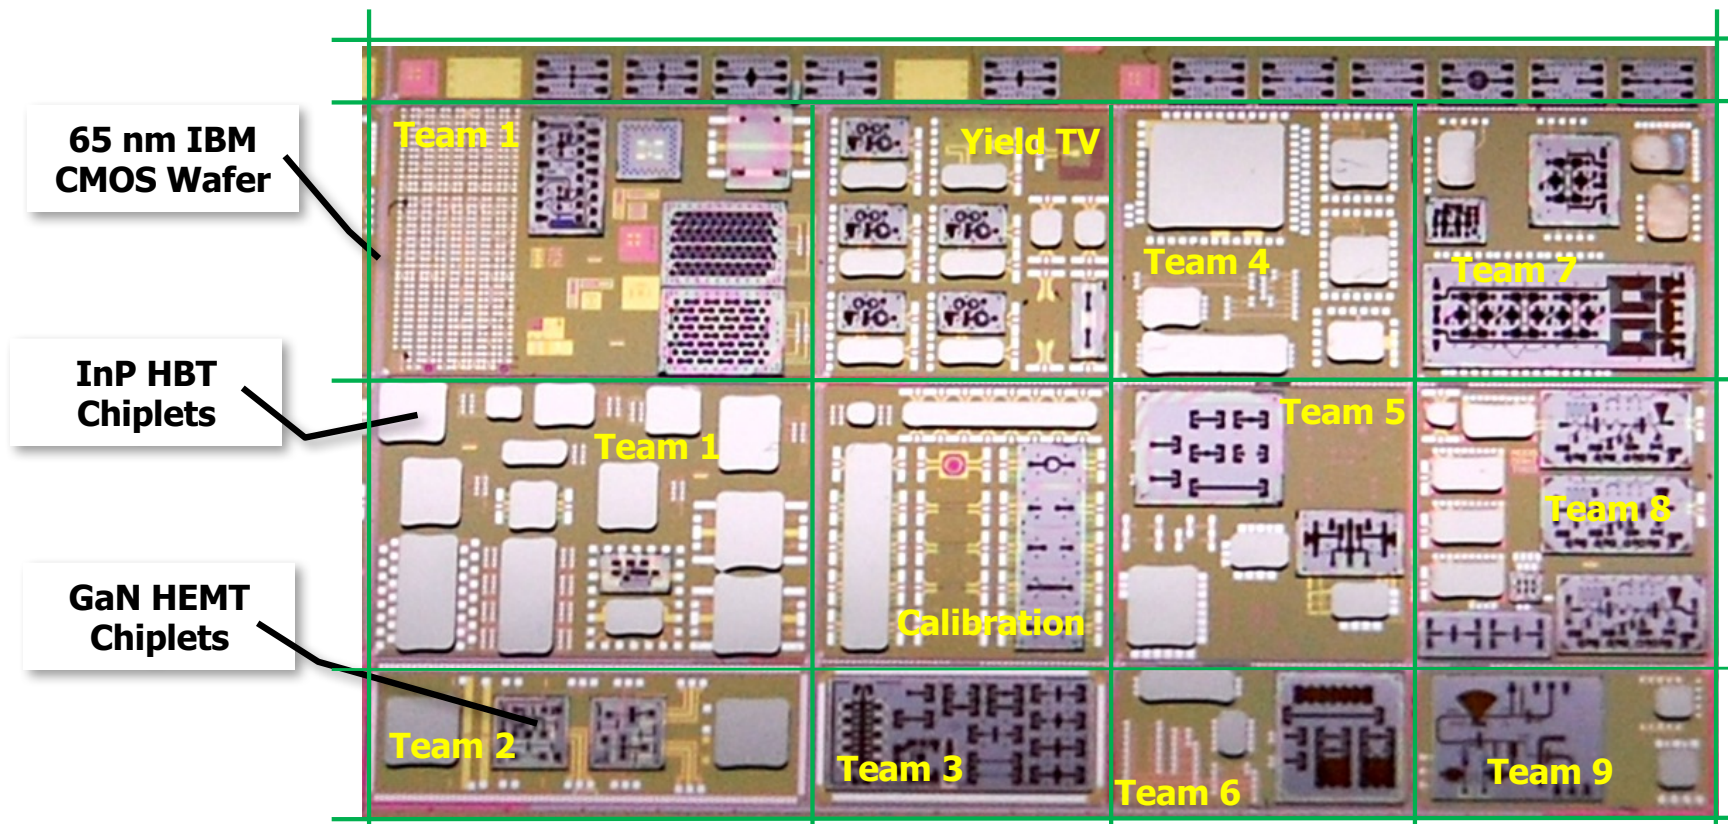 65 nm IBM
CMOS Wafer
InP HBT
Chiplets
GaN HEMT
Chiplets
Team 1
Yield TV
Team 4
Team 7
Team 1
Calibration
Team 5
Team 8
Team 2
Team 3
Team 6
Team 9